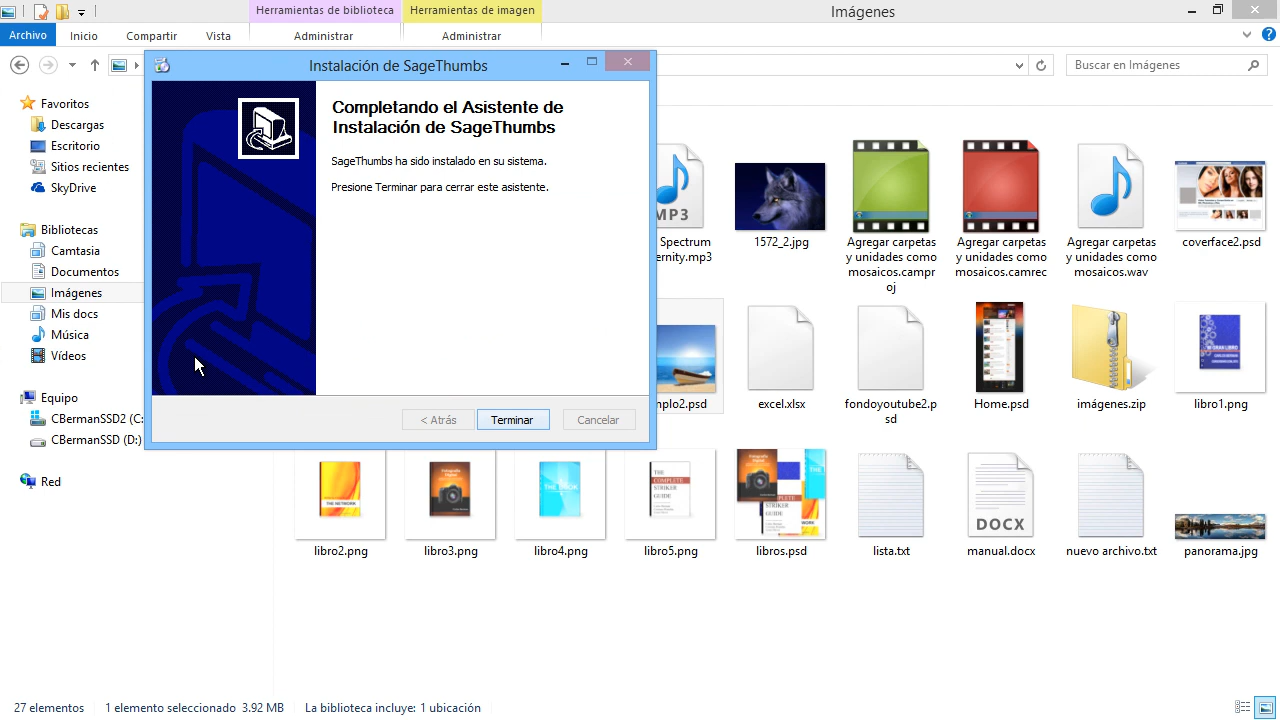 Herramientas de biblioteca
Herramientas de imagen
Imágenes
Archivo
Inicio
Compartir
Vista
Administrar
Administrar
Buscar en Imágenes
Instalación de SageThumbs
Completando el Asistente de
Instalación de SageThumbs
SageThumbs ha sido instalado en su sistema.
Presione Terminar para cerrar este asistente.
< Atrás
Terminar
Cancelar
Favoritos
Descargas
Escritorio
Sitios recientes
SkyDrive
Bibliotecas
Camtasia
Documentos
Imágenes
Mis docs
Música
Vídeos
Equipo
CBermanSSD2 (C:
CBermanSSD (D:)
Red
MP3
Spectrum
ernity.mp3
1572_2.jpg
Agregar carpetas
y unidades como
mosaicos.campr
oj
Agregar carpetas
y unidades como
mosaicos.camrec
Agregar carpetas
y unidades como
mosaicos.wav
coverface2.psd
mplo2.psd
excel.xlsx
fondoyoutube2.p
sd
Home.psd
imágenes.zip
libro1.png
THE NETWORK
THE
COMPLETE
STRIKER
GUIDE
DOCX
libro2.png
libro3.png
libro4.png
libro5.png
libros.psd
lista.txt
manual.docx
nuevo archivo.txt
panorama.jpg
27 elementos
1 elemento seleccionado 3.92 MB
La biblioteca incluye: 1 ubicación